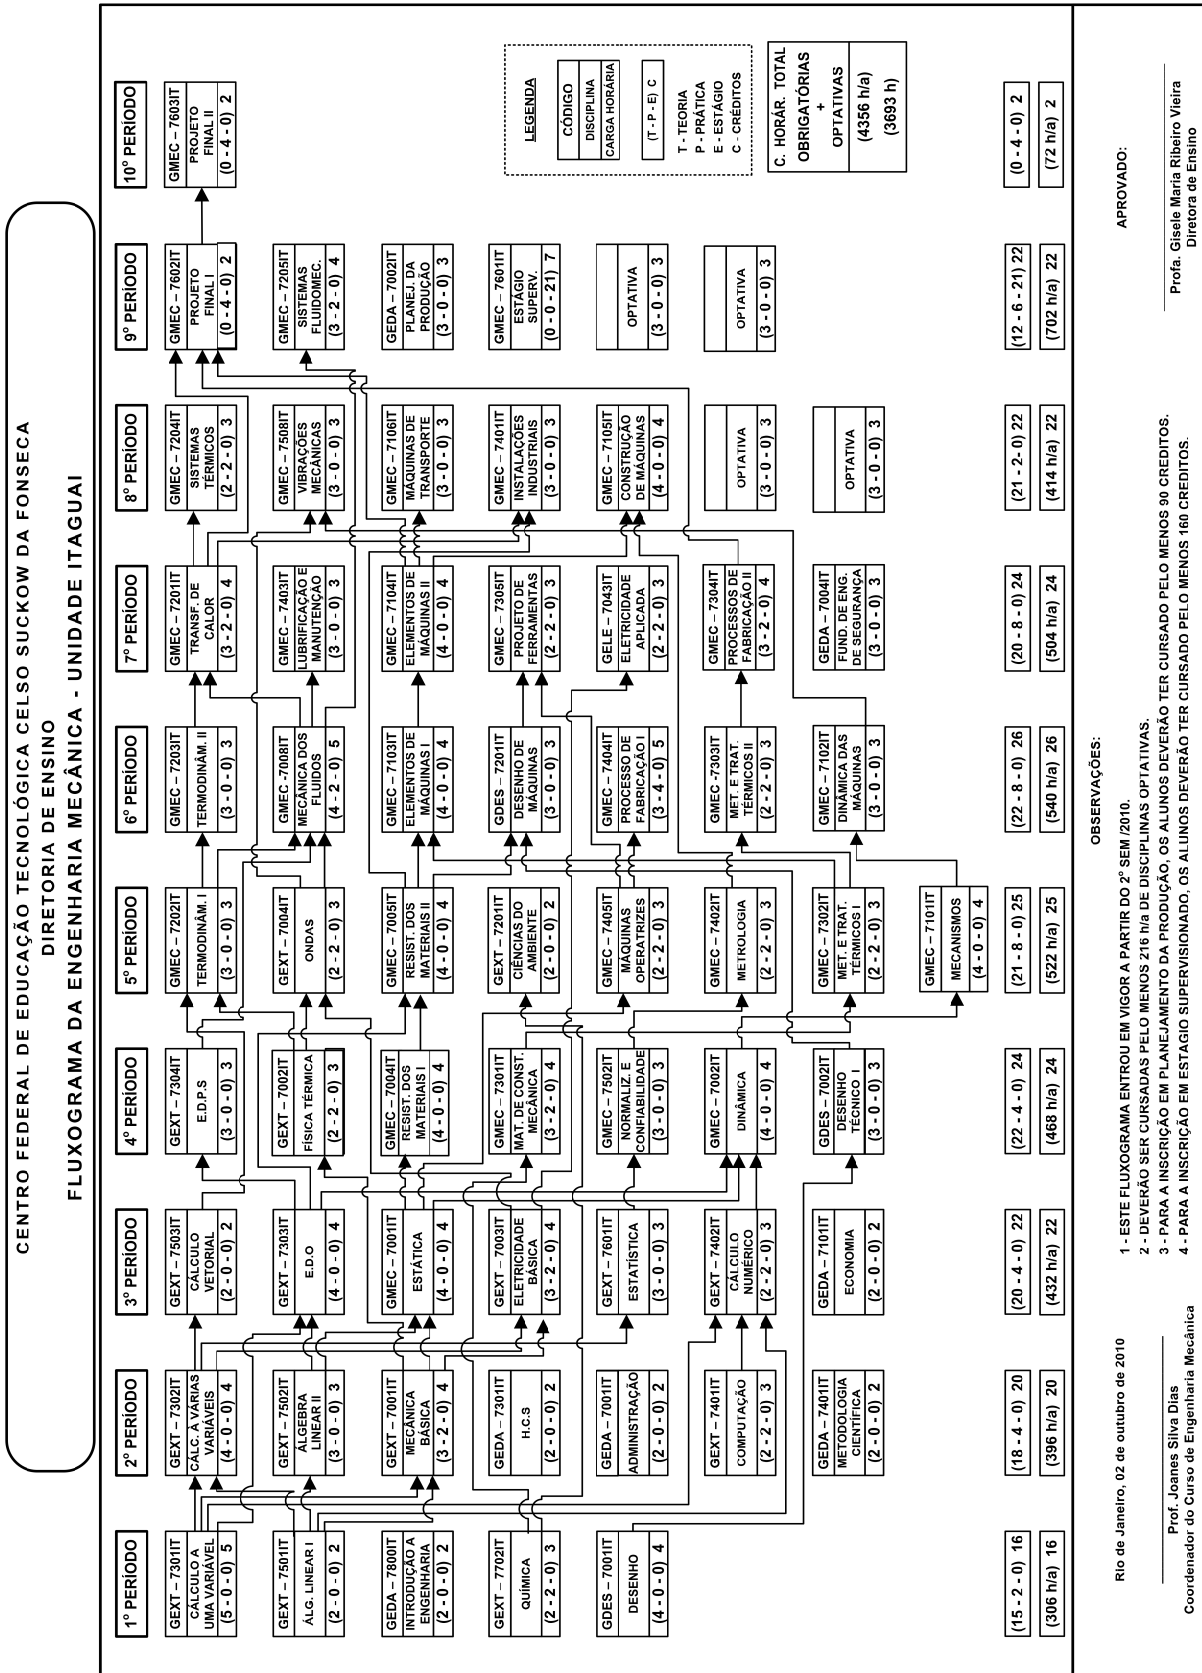 CENTRO FEDERAL DE EDUCAÇÃO TECNOLÓGICA CELSO SUCKOW DA FONSECA
DIRETORIA DE ENSINO
FLUXOGRAMA DA ENGENHARIA MECÂNICA - UNIDADE ITAGUAI
1º PERÍODO
GEXT – 7301IT
CÁLCULO A
UMA VARIÁVEL
(5 - 0 - 0) 5
GEXT – 7501IT
ÁLG. LINEAR I
(2 - 0 - 0) 2
GEDA – 7800IT
INTRODUÇÃO A
ENGENHARIA
(2 - 0 - 0) 2
GEXT – 7702IT
QUÍMICA
(2 - 2 - 0) 3
GDES – 7001IT
DESENHO
(4 - 0 - 0) 4
(15 - 2 - 0) 16
(306 h/a) 16
2º PERÍODO
GEXT – 7302IT
CÁLC. À VÁRIAS
VARIÁVEIS
(4 - 0 - 0) 4
GEXT – 7502IT
ÁLGEBRA
LINEAR II
(3 - 0 - 0) 3
GEXT – 7001IT
MECÂNICA
BÁSICA
(3 - 2 - 0) 4
GEDA – 7301IT
H.C.S
(2 - 0 - 0) 2
GEDA – 7001IT
ADMINISTRAÇÃO
(2 - 0 - 0) 2
GEXT – 7401IT
COMPUTAÇÃO
(2 - 2 - 0) 3
GEDA – 7401IT
METODOLOGIA
CIENTÍFICA
(2 - 0 - 0) 2
(18 - 4 - 0) 20
(396 h/a) 20
3º PERÍODO
GEXT – 7503IT
CÁLCULO
VETORIAL
(2 - 0 - 0) 2
GEXT – 7303IT
E.D.O
(4 - 0 - 0) 4
GMEC – 7001IT
ESTÁTICA
(4 - 0 - 0) 4
GEXT – 7003IT
ELETRICIDADE
BÁSICA
(3 - 2 - 0) 4
GEXT – 7601IT
ESTATÍSTICA
(3 - 0 - 0) 3
GEXT – 7402IT
CÁLCULO
NUMÉRICO
(2 - 2 - 0) 3
GEDA – 7101IT
ECONOMIA
(2 - 0 - 0) 2
(20 - 4 - 0) 22
(432 h/a) 22
4º PERÍODO
GEXT – 7304IT
E.D.P.S
(3 - 0 - 0) 3
GEXT – 7002IT
FÍSICA TÉRMICA
(2 - 2 - 0) 3
GMEC – 7004IT
RESIST. DOS
MATERIAIS I
(4 - 0 - 0) 4
GMEC – 7301IT
MAT. DE CONST.
MECÂNICA
(3 - 2 - 0) 4
GMEC – 7502IT
NORMALIZ. E
CONFIABILIDADE
(3 - 0 - 0) 3
GMEC – 7002IT
DINÂMICA
(4 - 0 - 0) 4
GDES – 7002IT
DESENHO
TÉCNICO I
(3 - 0 - 0) 3
(22 - 4 - 0) 24
(468 h/a) 24
5º PERÍODO
GMEC – 7202IT
TERMODINÂM. I
(3 - 0 - 0) 3
GEXT – 7004IT
ONDAS
(2 - 2 - 0) 3
GMEC – 7005IT
RESIST. DOS
MATERIAIS II
(4 - 0 - 0) 4
GEXT – 7201IT
CIÊNCIAS DO
AMBIENTE
(2 - 0 - 0) 2
GMEC – 7405IT
MÁQUINAS
OPERATRIZES
(2 - 2 - 0) 3
GMEC – 7402IT
METROLOGIA
(2 - 2 - 0) 3
GMEC – 7302IT
MET. E TRAT.
TÉRMICOS I
(2 - 2 - 0) 3
GMEC – 7101IT
MECANISMOS
(4 - 0 - 0) 4
(21 - 8 - 0) 25
(522 h/a) 25
6º PERÍODO
GMEC – 7203IT
TERMODINÂM. II
(3 - 0 - 0) 3
GMEC -7008IT
MECÂNICA DOS
FLUIDOS
(4 - 2 - 0) 5
GMEC – 7103IT
ELEMENTOS DE
MÁQUINAS I
(4 - 0 - 0) 4
GDES – 7201IT
DESENHO DE
MÁQUINAS
(3 - 0 - 0) 3
GMEC – 7404IT
PROCESSO DE
FABRICAÇÃO I
(3 - 4 - 0) 5
GMEC -7303IT
MET. E TRAT.
TÉRMICOS II
(2 - 2 - 0) 3
GMEC – 7102IT
DINÂMICA DAS
MÁQUINAS
(3 - 0 - 0) 3
(22 - 8 - 0) 26
(540 h/a) 26
7º PERÍODO
GMEC – 7201IT
TRANSF. DE
CALOR
(3 - 2 - 0) 4
GMEC – 7403IT
LUBRIFICAÇÃO E
MANUTENÇÃO
(3 - 0 - 0) 3
GMEC – 7104IT
ELEMENTOS DE
MÁQUINAS II
(4 - 0 - 0) 4
GMEC – 7305IT
PROJETO DE
FERRAMENTAS
(2 - 2 - 0) 3
GELE – 7043IT
ELETRICIDADE
APLICADA
(2 - 2 - 0) 3
GMEC – 7304IT
PROCESSOS DE
FABRICAÇÃO II
(3 - 2 - 0) 4
GEDA – 7004IT
FUND. DE ENG.
DE SEGURANÇA
(3 - 0 - 0) 3
(20 - 8 - 0) 24
(504 h/a) 24
8º PERÍODO
GMEC – 7204IT
SISTEMAS
TÉRMICOS
(2 - 2 - 0) 3
GMEC – 7508IT
VIBRAÇÕES
MECÂNICAS
(3 - 0 - 0) 3
GMEC – 7106IT
MÁQUINAS DE
TRANSPORTE
(3 - 0 - 0) 3
GMEC – 7401IT
INSTALAÇÕES
INDUSTRIAIS
(3 - 0 - 0) 3
GMEC – 7105IT
CONSTRUÇÃO
DE MÁQUINAS
(4 - 0 - 0) 4
OPTATIVA
(3 - 0 - 0) 3
OPTATIVA
(3 - 0 - 0) 3
(21 - 2 - 0) 22
(414 h/a) 22
9º PERÍODO
GMEC – 7602IT
PROJETO
FINAL I
(0 - 4 - 0) 2
GMEC – 7205IT
SISTEMAS
FLUIDOMEC.
(3 - 2 - 0) 4
GEDA – 7002IT
PLANEJ. DA
PRODUÇÃO
(3 - 0 - 0) 3
GMEC – 7601IT
ESTÁGIO
SUPERV.
(0 - 0 - 21) 7
OPTATIVA
(3 - 0 - 0) 3
OPTATIVA
(3 - 0 - 0) 3
(12 - 6 - 21) 22
(702 h/a) 22
10º PERÍODO
GMEC – 7603IT
PROJETO
FINAL II
(0 - 4 - 0) 2
LEGENDA
CÓDIGO
DISCIPLINA
CARGA HORÁRIA
(T - P - E) C
T - TEORIA
P - PRÁTICA
E - ESTÁGIO
C - CRÉDITOS
C. HORÁR. TOTAL
OBRIGATÓRIAS
+
OPTATIVAS
(4356 h/a)
(3693 h)
(0 - 4 - 0) 2
(72 h/a) 2
OBSERVAÇÕES:
1 - ESTE FLUXOGRAMA ENTROU EM VIGOR A PARTIR DO 2º SEM /2010.
2 - DEVERÃO SER CURSADAS PELO MENOS 216 h/a DE DISCIPLINAS OPTATIVAS.
3 - PARA A INSCRIÇÃO EM PLANEJAMENTO DA PRODUÇÃO, OS ALUNOS DEVERÃO TER CURSADO PELO MENOS 90 CREDITOS.
4 - PARA A INSCRIÇÃO EM ESTAGIO SUPERVISIONADO, OS ALUNOS DEVERÃO TER CURSADO PELO MENOS 160 CREDITOS.
Rio de Janeiro, 02 de outubro de 2010
Prof. Joanes Silva Dias
Coordenador do Curso de Engenharia Mecânica
APROVADO:
Profa. Gisele Maria Ribeiro Vieira
Diretora de Ensino